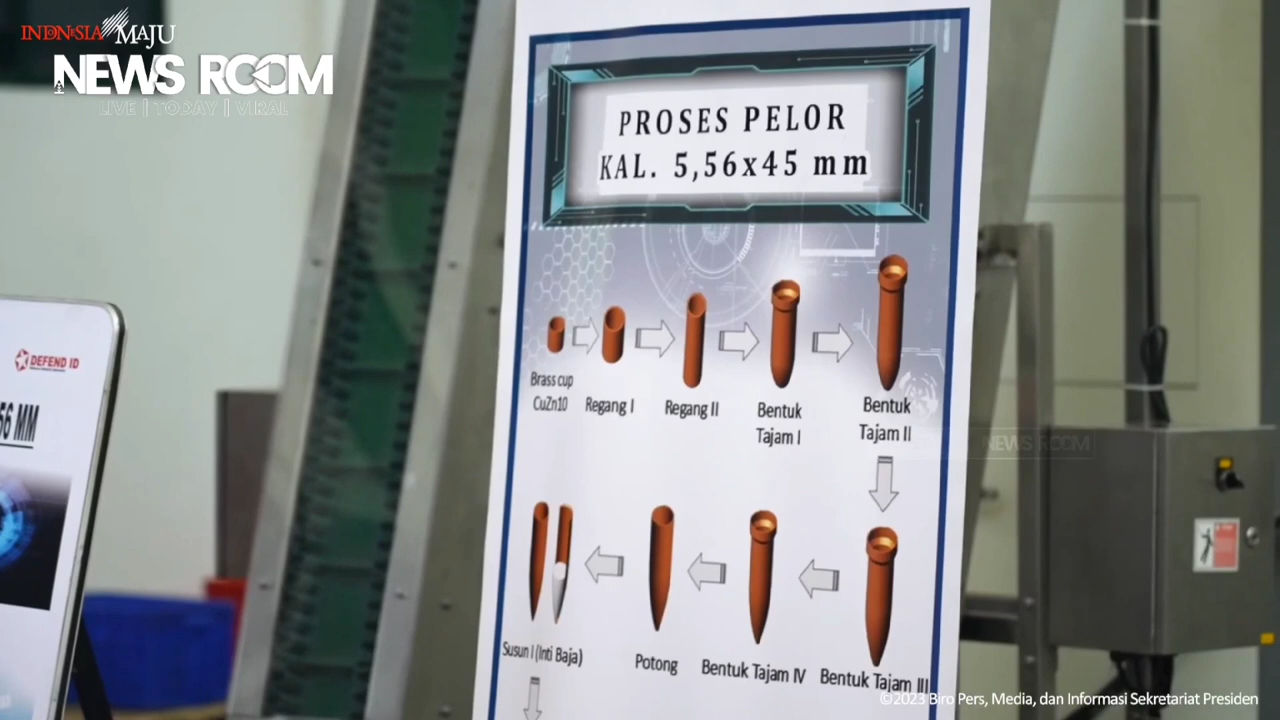 INDONESIA MAJU
NEWS ROOM
LIVE | TODAY | VIRAL
PROSES PELOR
KAL. 5,56x45 mm
Brass cup
CuZn10
Regang I
Regang II
Bentuk
Tajam I
Bentuk
Tajam II
Susun I (Inti Baja)
Potong
Bentuk Tajam IV
Bentuk Tajam III
DEFEND ID
56 MM
NEWS ROOM
©2023 Biro Pers, Media, dan Informasi Sekretariat Presiden